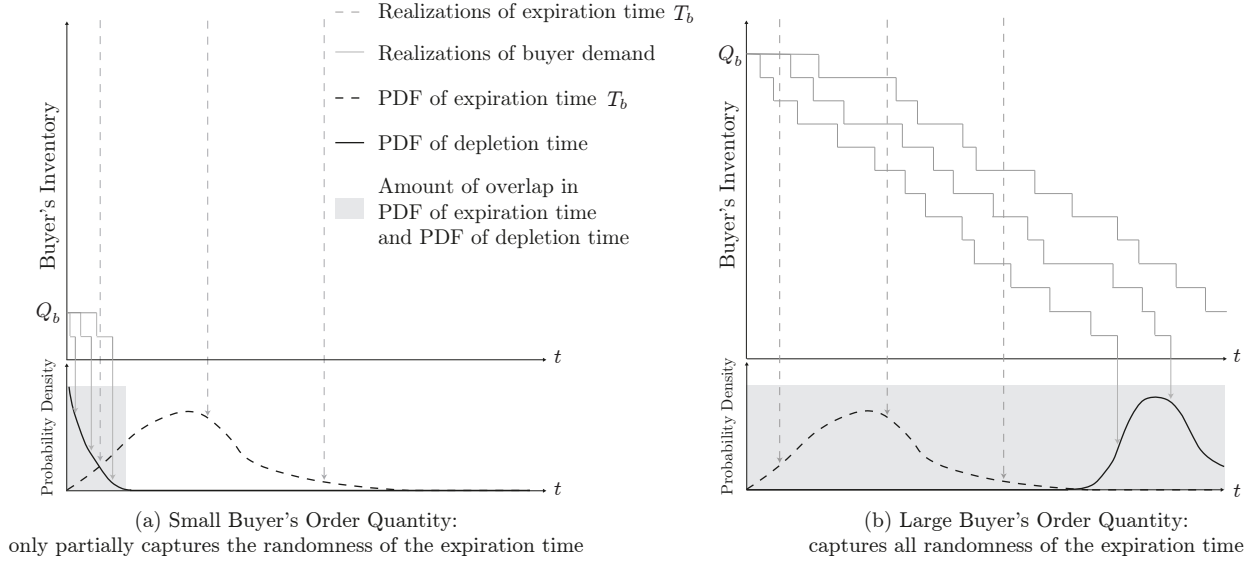 Realizations of expiration time T_b
Realizations of buyer demand
PDF of expiration time T_b
PDF of depletion time
Amount of overlap in
PDF of expiration time
and PDF of depletion time
Buyer's Inventory
Q_b
t
Probability Density
t
(a) Small Buyer's Order Quantity:
only partially captures the randomness of the expiration time
Q_b
Buyer's Inventory
t
Probability Density
t
(b) Large Buyer's Order Quantity:
captures all randomness of the expiration time